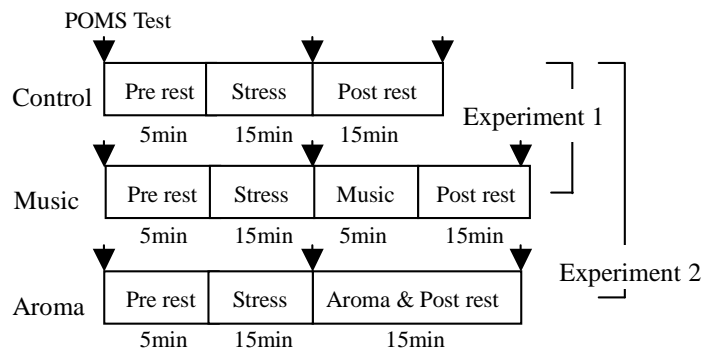 POMS Test
Control Pre rest Stress Post rest
5min 15min 15min
Experiment 1
Music Pre rest Stress Music Post rest
5min 15min 5min 15min
Experiment 2
Aroma Pre rest Stress Aroma & Post rest
5min 15min 15min